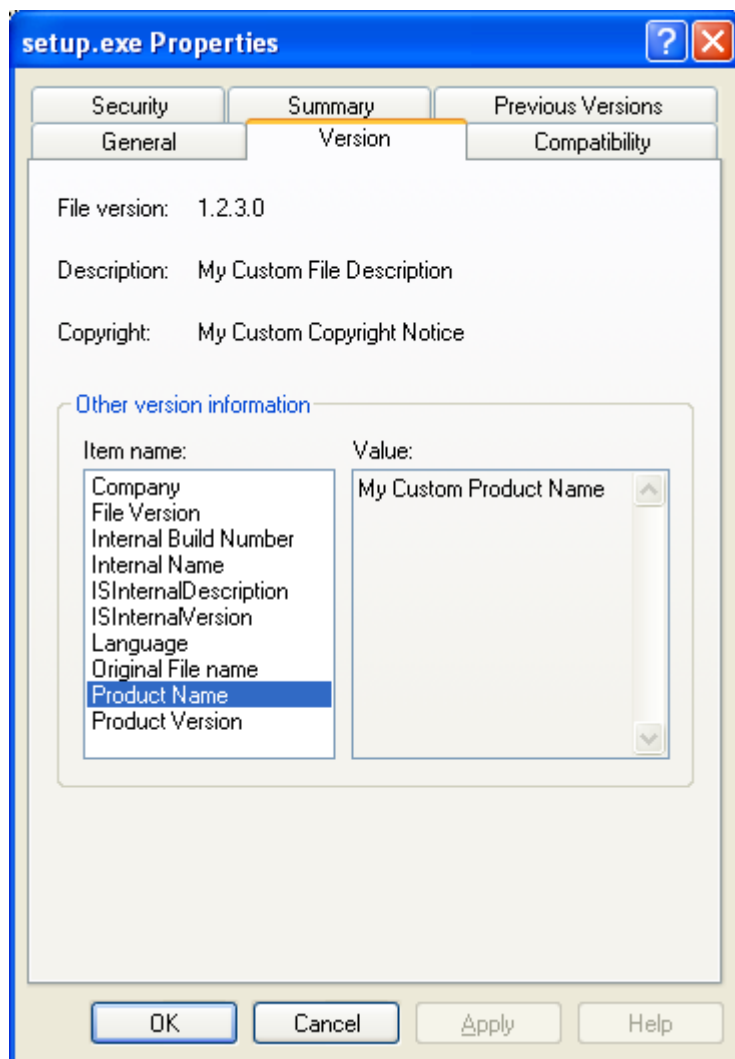 setup.exe Properties
Security Summary Previous Versions
General Version Compatibility
File version: 1.2.3.0
Description: My Custom File Description
Copyright: My Custom Copyright Notice
Other version information
Item name: Value:
Company My Custom Product Name
File Version
Internal Build Number
Internal Name
ISInternalDescription
ISInternalVersion
Language
Original File name
Product Name
Product Version
OK Cancel Apply Help